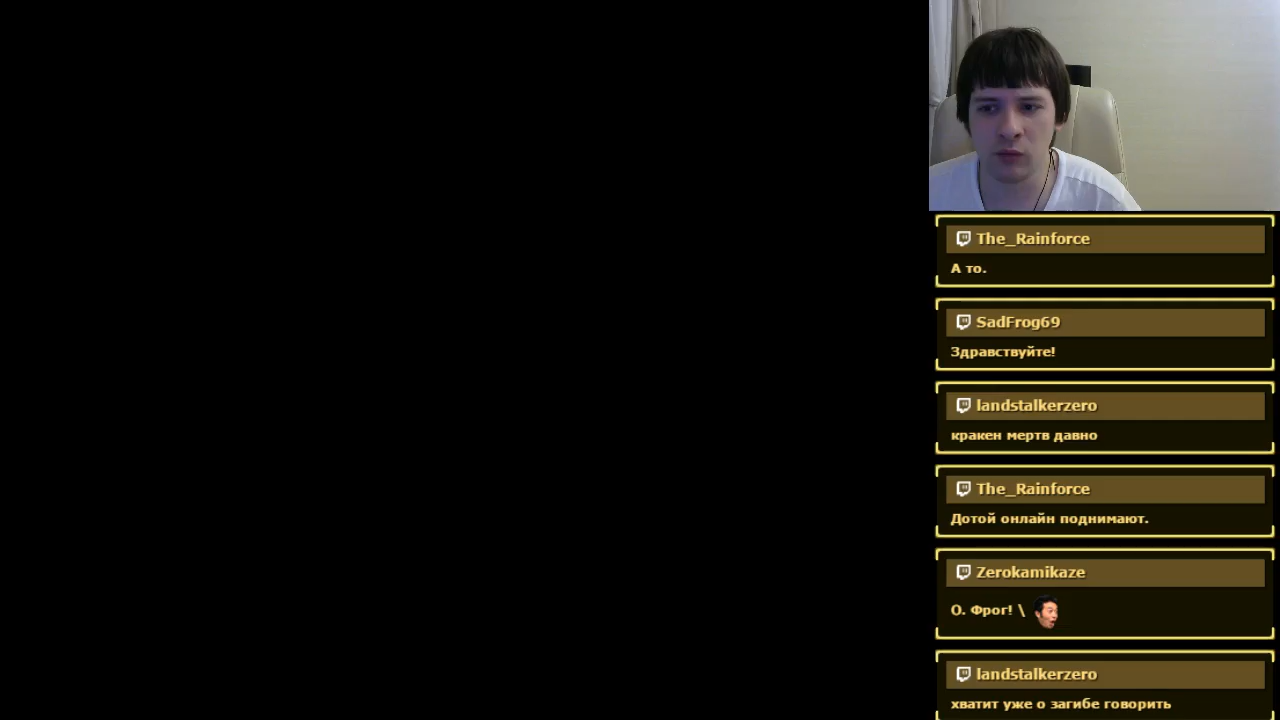 The_Rainforce
А то.
SadFrog69
Здравствуйте!
landstalkerzero
кракен мертв давно
The_Rainforce
Дотой онлайн поднимают.
Zerokamikaze
О. Фрог! \
landstalkerzero
хватит уже о загибе говорить